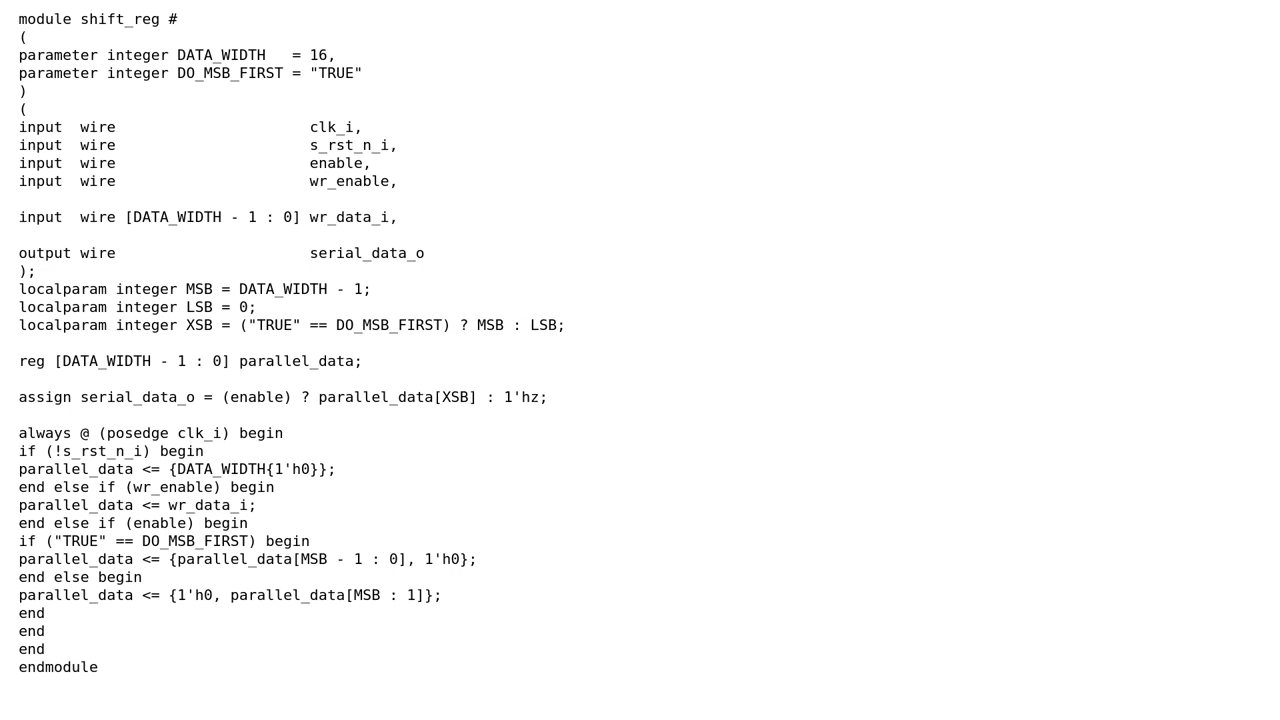 module shift_reg #
(
parameter integer DATA_WIDTH   = 16,
parameter integer DO_MSB_FIRST = "TRUE"
)
(
input  wire                      clk_i,
input  wire                      s_rst_n_i,
input  wire                      enable,
input  wire                      wr_enable,

input  wire [DATA_WIDTH - 1 : 0] wr_data_i,

output wire                      serial_data_o
);
localparam integer MSB = DATA_WIDTH - 1;
localparam integer LSB = 0;
localparam integer XSB = ("TRUE" == DO_MSB_FIRST) ? MSB : LSB;

reg [DATA_WIDTH - 1 : 0] parallel_data;

assign serial_data_o = (enable) ? parallel_data[XSB] : 1'hz;

always @ (posedge clk_i) begin
if (!s_rst_n_i) begin
parallel_data <= {DATA_WIDTH{1'h0}};
end else if (wr_enable) begin
parallel_data <= wr_data_i;
end else if (enable) begin
if ("TRUE" == DO_MSB_FIRST) begin
parallel_data <= {parallel_data[MSB - 1 : 0], 1'h0};
end else begin
parallel_data <= {1'h0, parallel_data[MSB : 1]};
end
end
end
endmodule